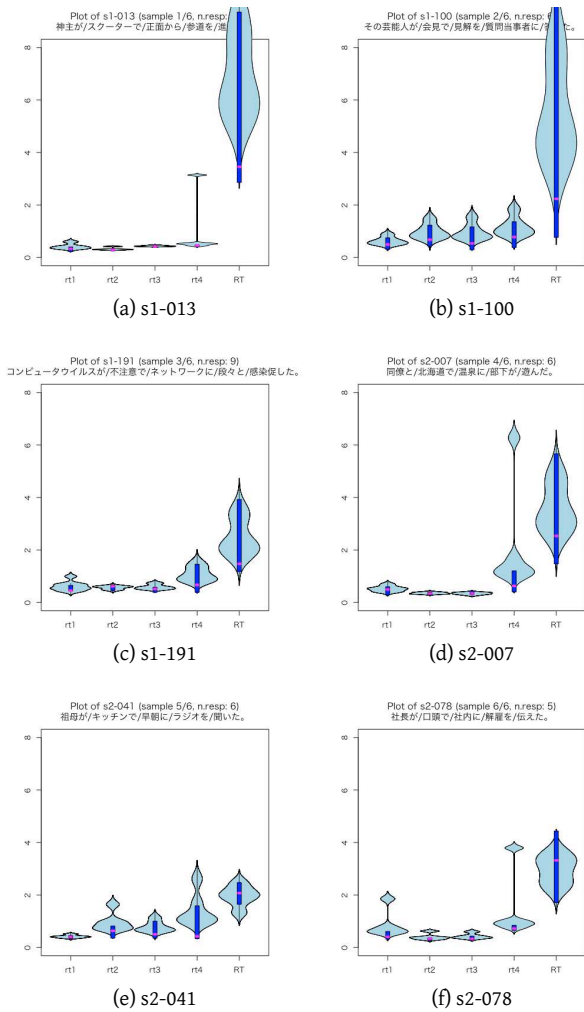 Plot of s1-013 (sample 1/6, n.resp: 
神主が/スクーターで/正面から/参道を/進
8
6
4
2
0
rt1 rt2 rt3 rt4 RT
(a) s1-013
Plot of s1-100 (sample 2/6, n.resp: 6
その芸能人が/会見で/見解を/質問当事者に/答 た。
8
6
4
2
0
rt1 rt2 rt3 rt4 RT
(b) s1-100
Plot of s1-191 (sample 3/6, n.resp: 9)
コンピュータウイルスが/不注意で/ネットワークに/段々と/感染促した。
8
6
4
2
0
rt1 rt2 rt3 rt4 RT
(c) s1-191
Plot of s2-007 (sample 4/6, n.resp: 6)
同僚と/北海道で/温泉に/部下が/遊んだ。
8
6
4
2
0
rt1 rt2 rt3 rt4 RT
(d) s2-007
Plot of s2-041 (sample 5/6, n.resp: 6)
祖母が/キッチンで/早朝に/ラジオを/聞いた。
8
6
4
2
0
rt1 rt2 rt3 rt4 RT
(e) s2-041
Plot of s2-078 (sample 6/6, n.resp: 5)
社長が/口頭で/社内に/解雇を/伝えた。
8
6
4
2
0
rt1 rt2 rt3 rt4 RT
(f) s2-078